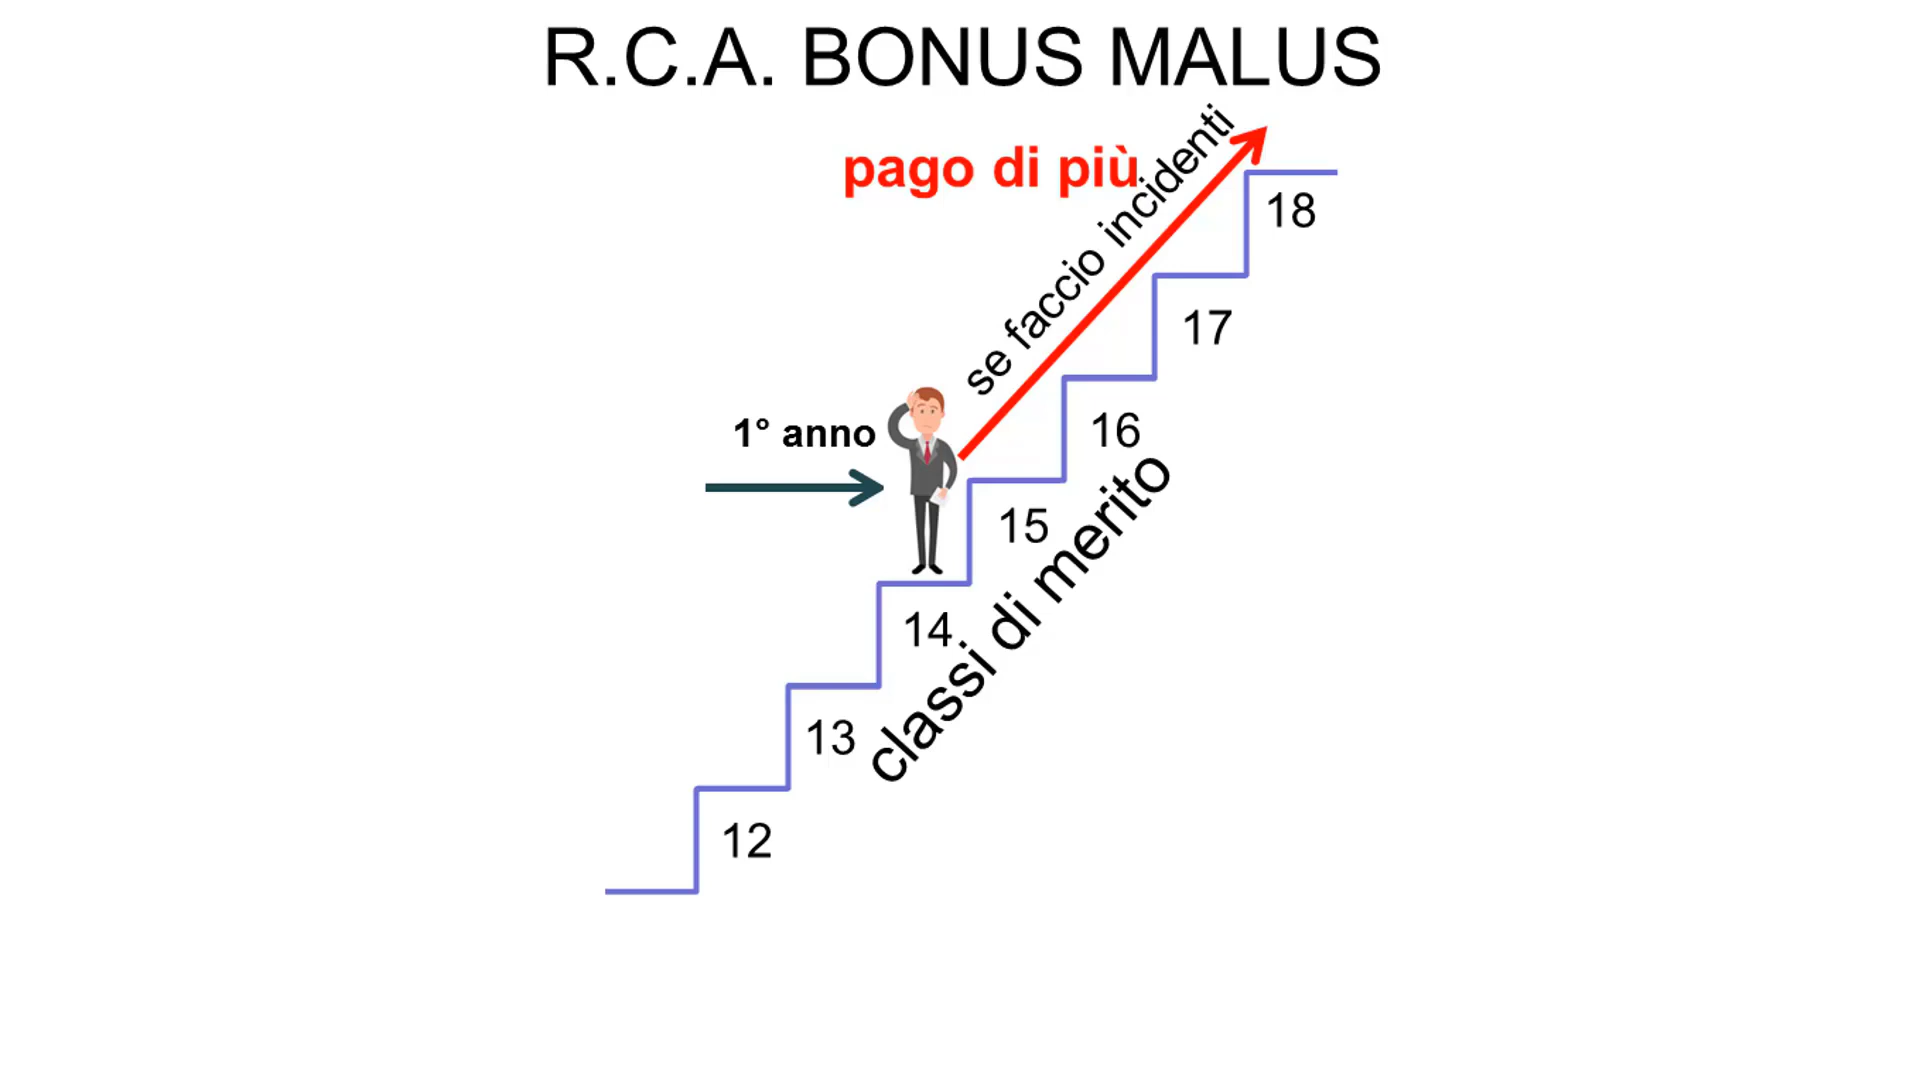 R.C.A. BONUS MALUS
pago di più
se faccio incidenti
18
17
1° anno
16
15
classi di merito
14
13
12